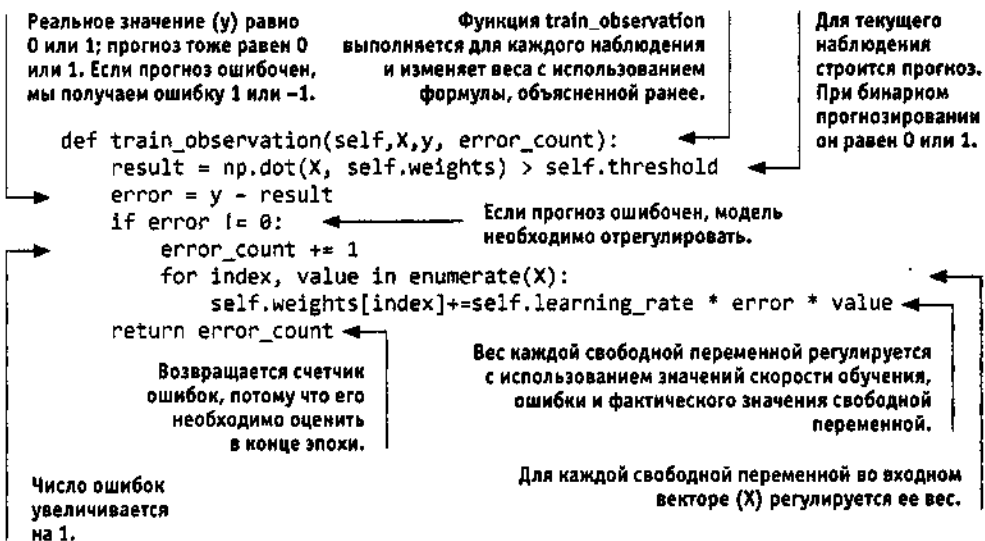 Реальное значение (y) равно
0 или 1; прогноз тоже равен 0
или 1. Если прогноз ошибочен,
мы получаем ошибку 1 или –1.
Функция train_observation
выполняется для каждого наблюдения
и изменяет веса с использованием
формулы, объясненной ранее.
Для текущего
наблюдения
строится прогноз.
При бинарном
прогнозировании
он равен 0 или 1.
def train_observation(self,X,y, error_count):
result = np.dot(X, self.weights) > self.threshold
error = y - result
if error != 0:
Если прогноз ошибочен, модель
необходимо отрегулировать.
error_count += 1
for index, value in enumerate(X):
self.weights[index]+=self.learning_rate * error * value
return error_count
Возвращается счетчик
ошибок, потому что его
необходимо оценить
в конце эпохи.
Вес каждой свободной переменной регулируется
с использованием значений скорости обучения,
ошибки и фактического значения свободной
переменной.
Число ошибок
увеличивается
на 1.
Для каждой свободной переменной во входном
векторе (X) регулируется ее вес.